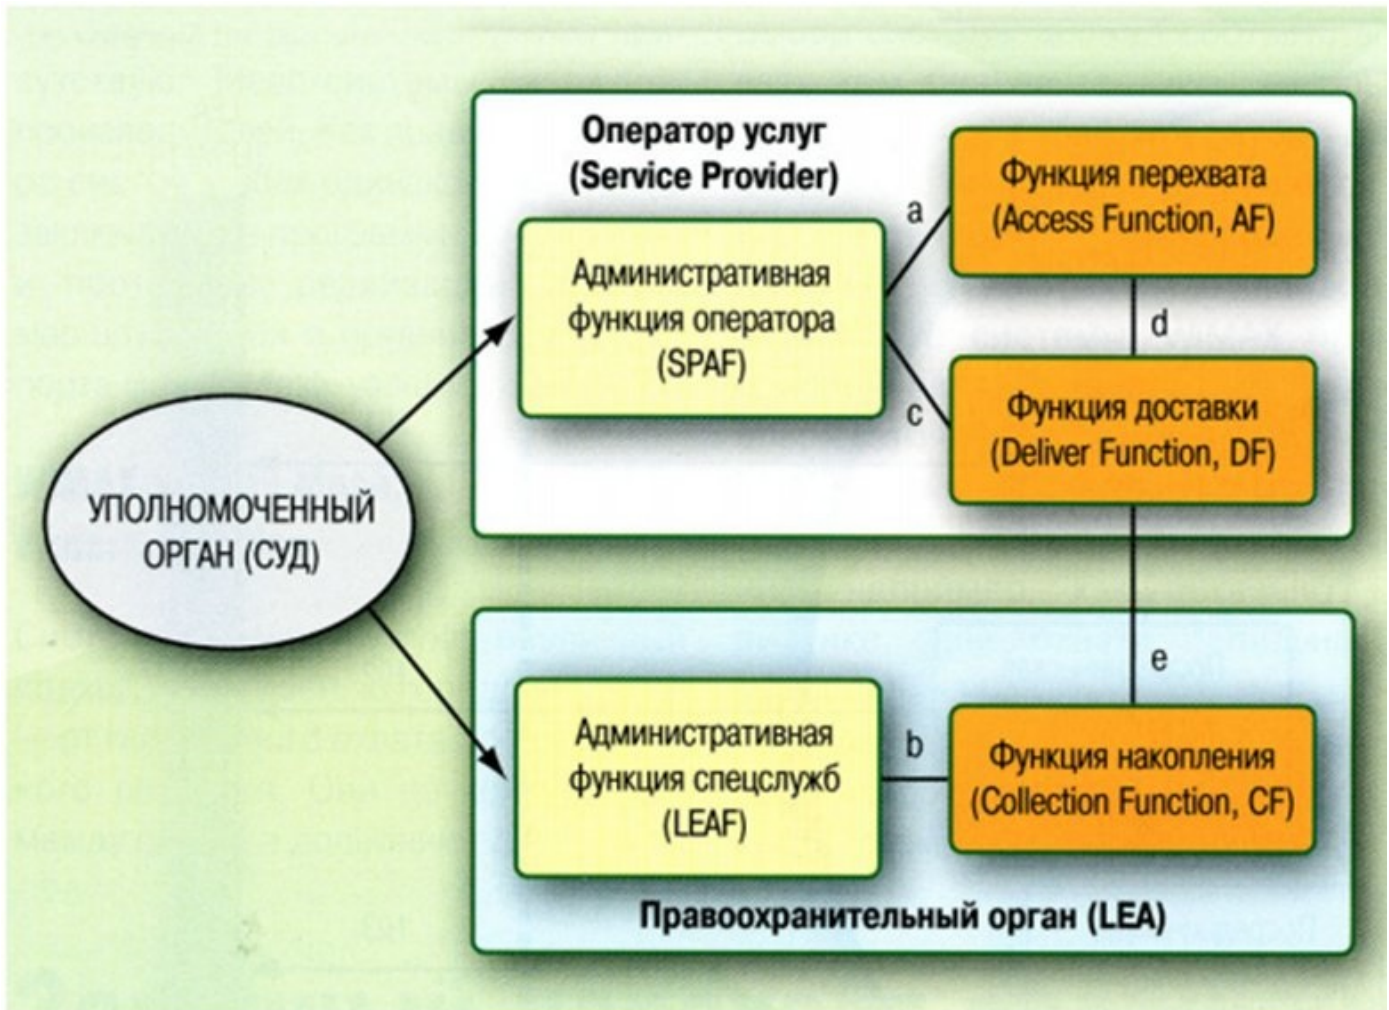 Оператор услуг
(Service Provider)
Административная
функция оператора
(SPAF)
a
c
Функция перехвата
(Access Function, AF)
d
Функция доставки
(Deliver Function, DF)
УПОЛНОМОЧЕННЫЙ
ОРГАН (СУД)
e
Административная
функция спецслужб
(LEAF)
b
Функция накопления
(Collection Function, CF)
Правоохранительный орган (LEA)